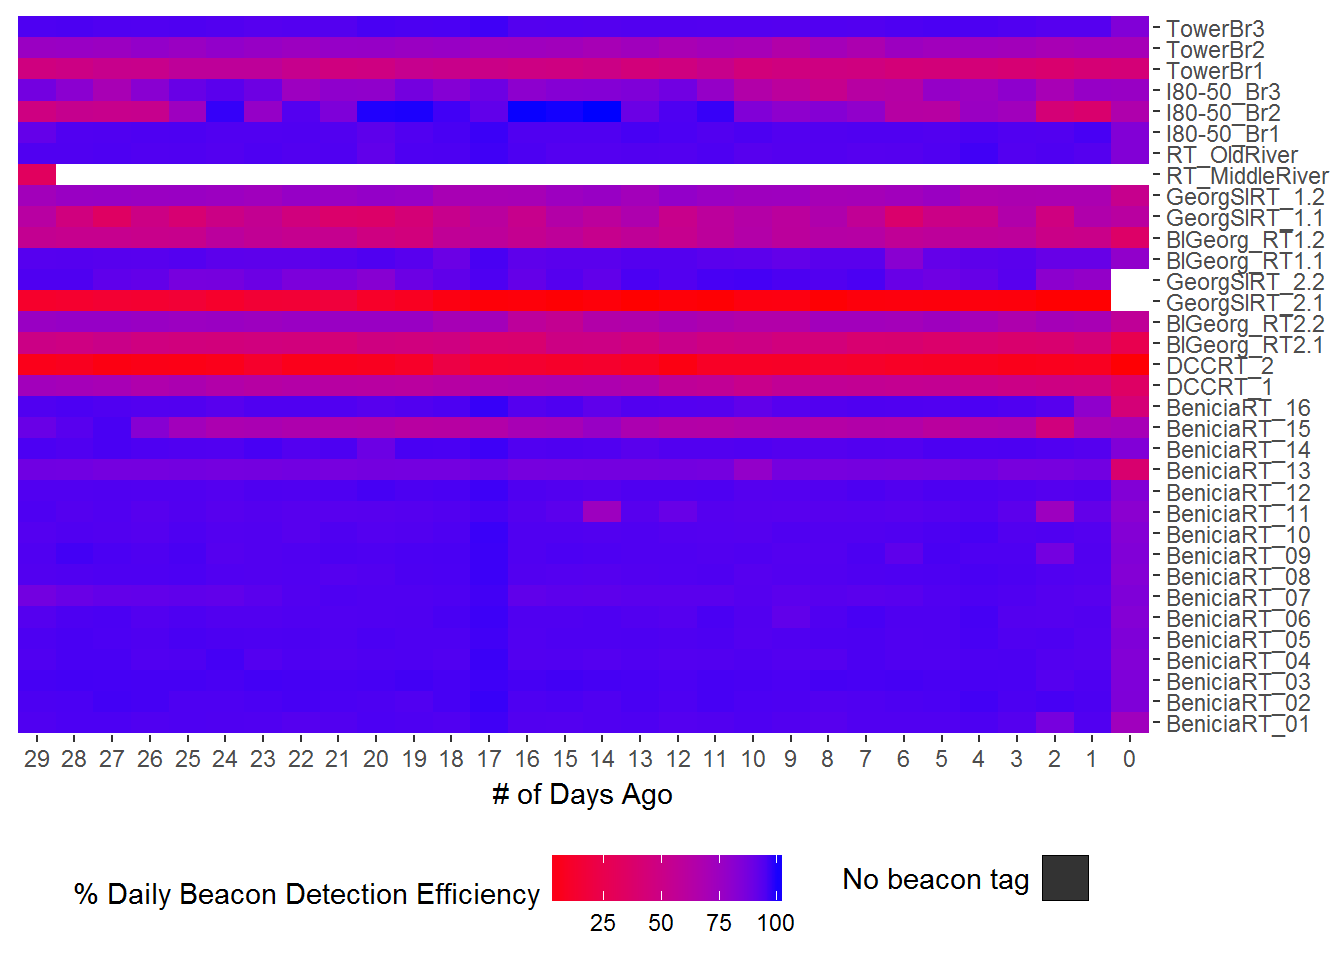 TowerBr3
TowerBr2
TowerBr1
I80-50_Br3
I80-50_Br2
I80-50_Br1
RT_OldRiver
RT_MiddleRiver
GeorgSlRT_1.2
GeorgSlRT_1.1
BlGeorg_RT1.2
BlGeorg_RT1.1
GeorgSlRT_2.2
GeorgSlRT_2.1
BlGeorg_RT2.2
BlGeorg_RT2.1
DCCRT_2
DCCRT_1
BeniciaRT_16
BeniciaRT_15
BeniciaRT_14
BeniciaRT_13
BeniciaRT_12
BeniciaRT_11
BeniciaRT_10
BeniciaRT_09
BeniciaRT_08
BeniciaRT_07
BeniciaRT_06
BeniciaRT_05
BeniciaRT_04
BeniciaRT_03
BeniciaRT_02
BeniciaRT_01
29 28 27 26 25 24 23 22 21 20 19 18 17 16 15 14 13 12 11 10 9 8 7 6 5 4 3 2 1 0
# of Days Ago
% Daily Beacon Detection Efficiency
25 50 75 100
No beacon tag